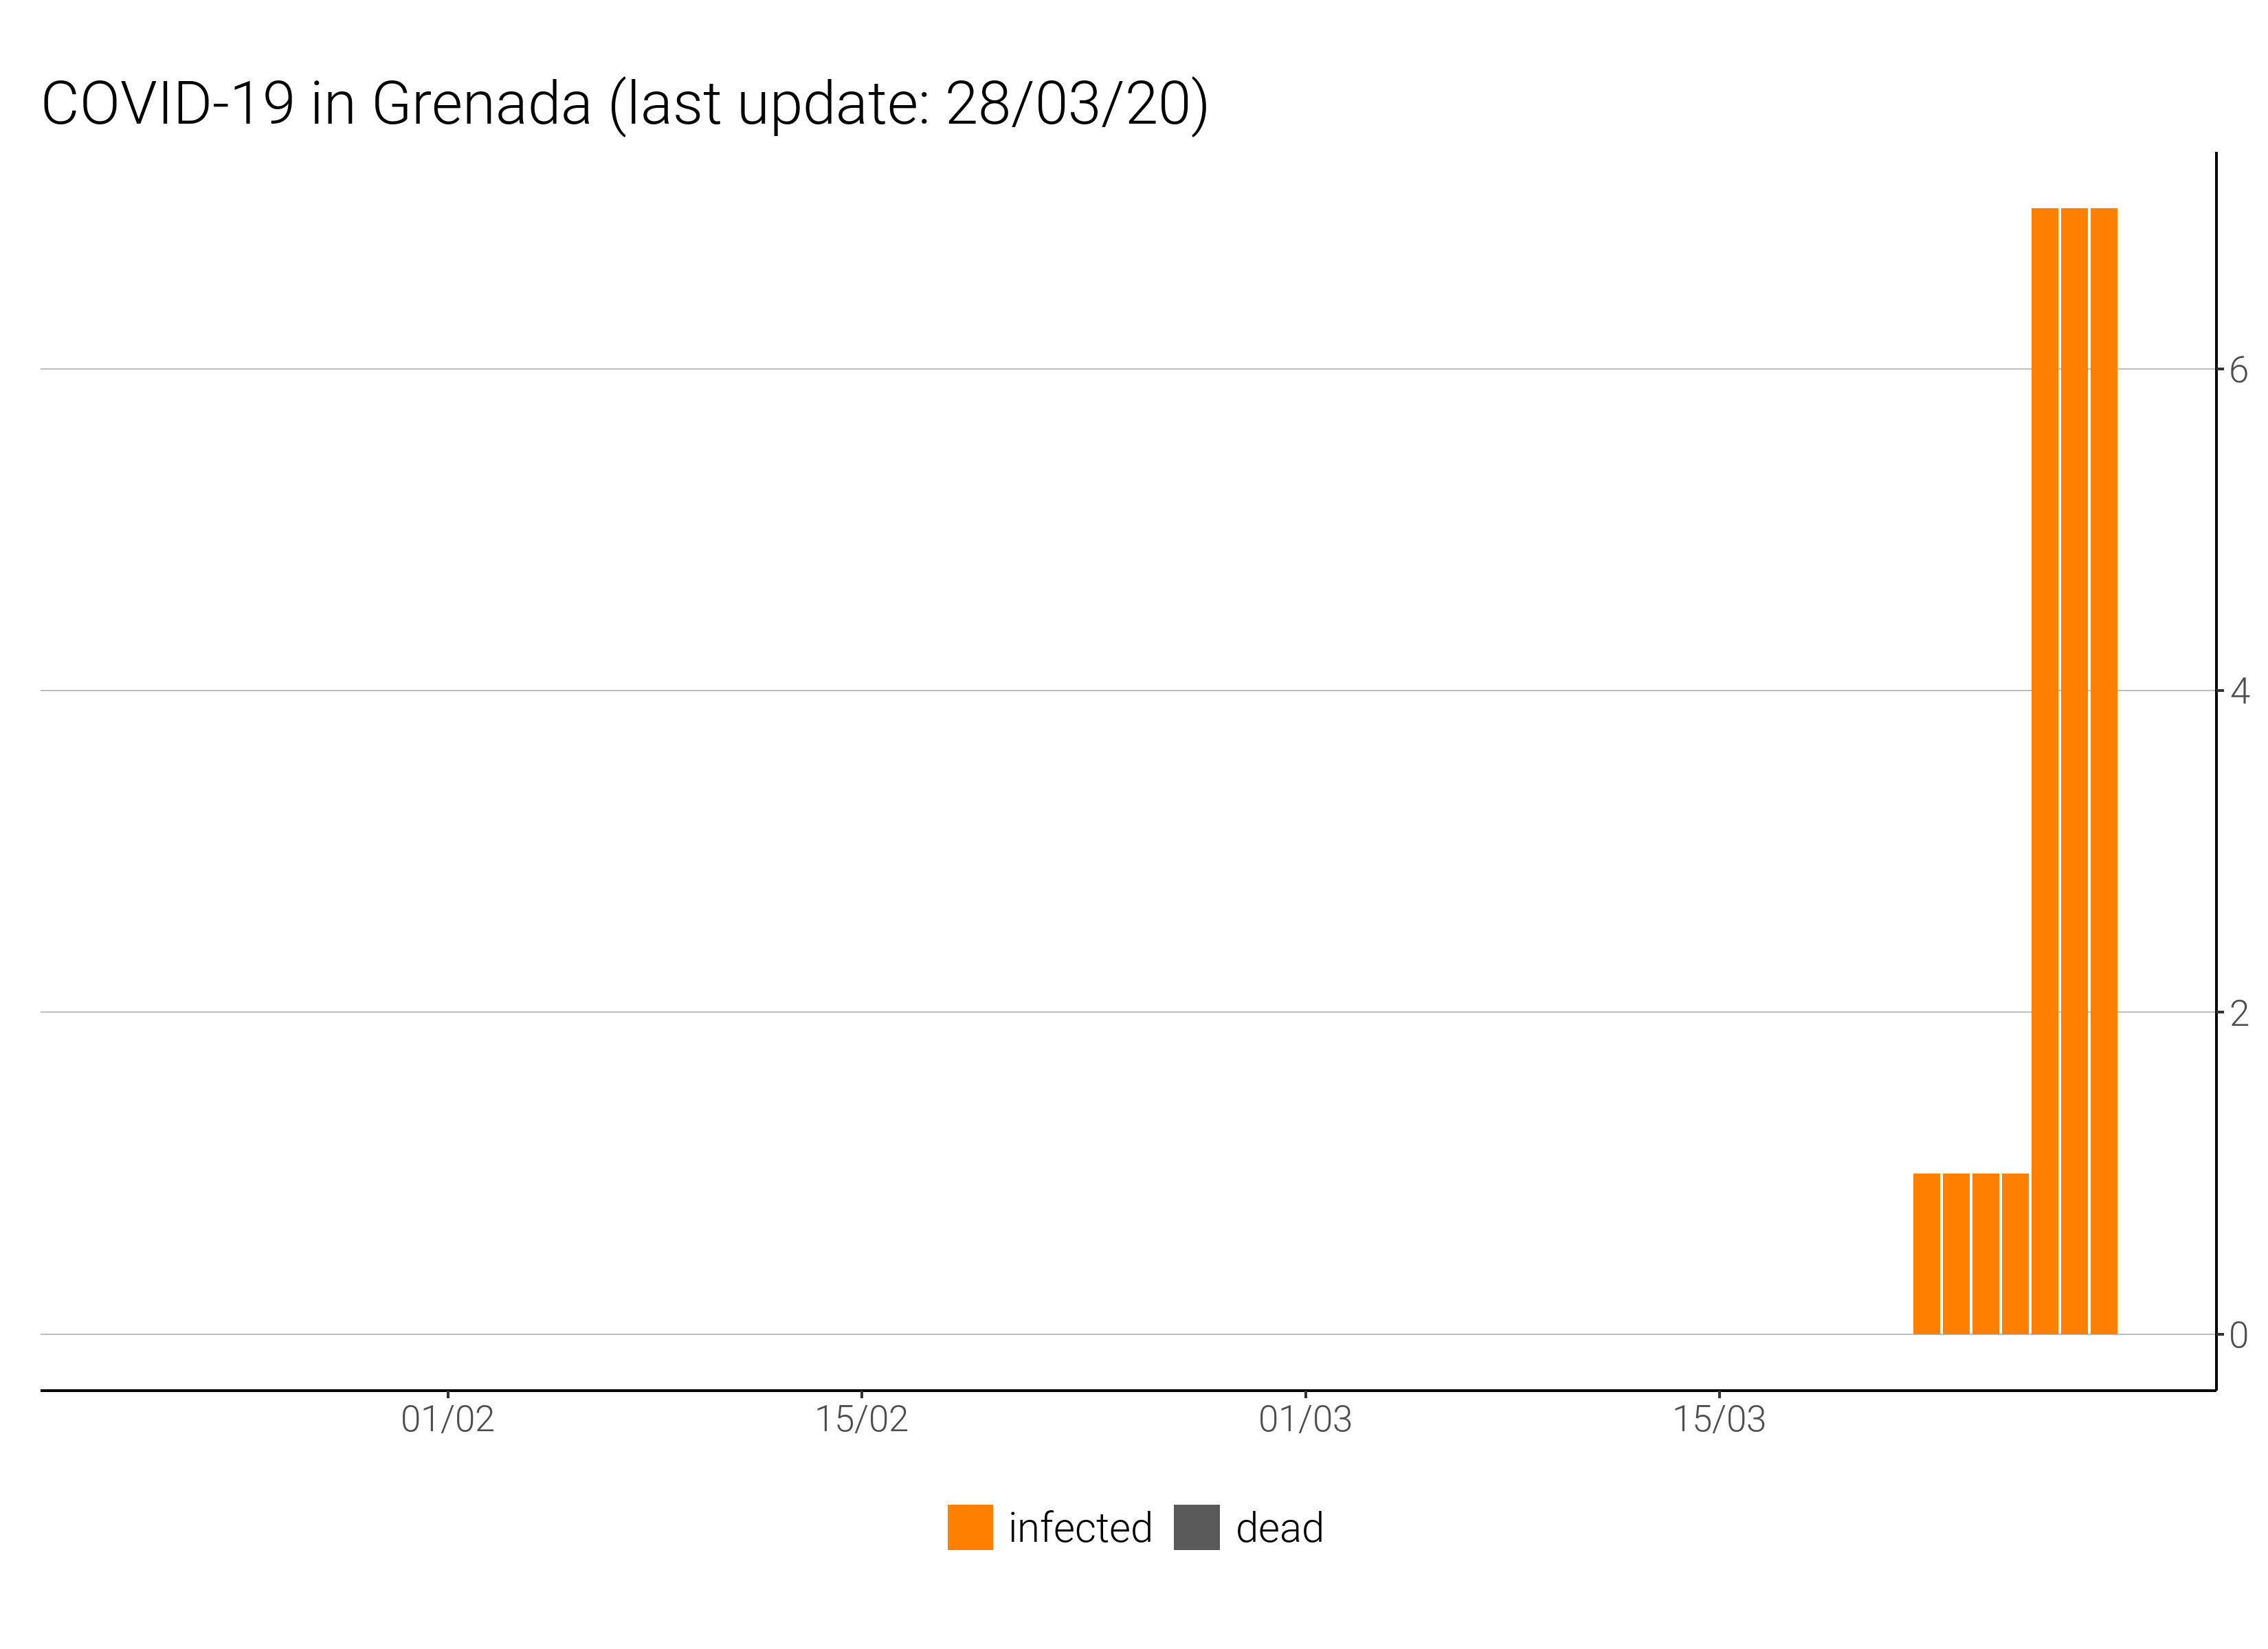 COVID-19 in Grenada (last update: 28/03/20)
6
4
2
0
01/02 15/02 01/03 15/03
infected dead